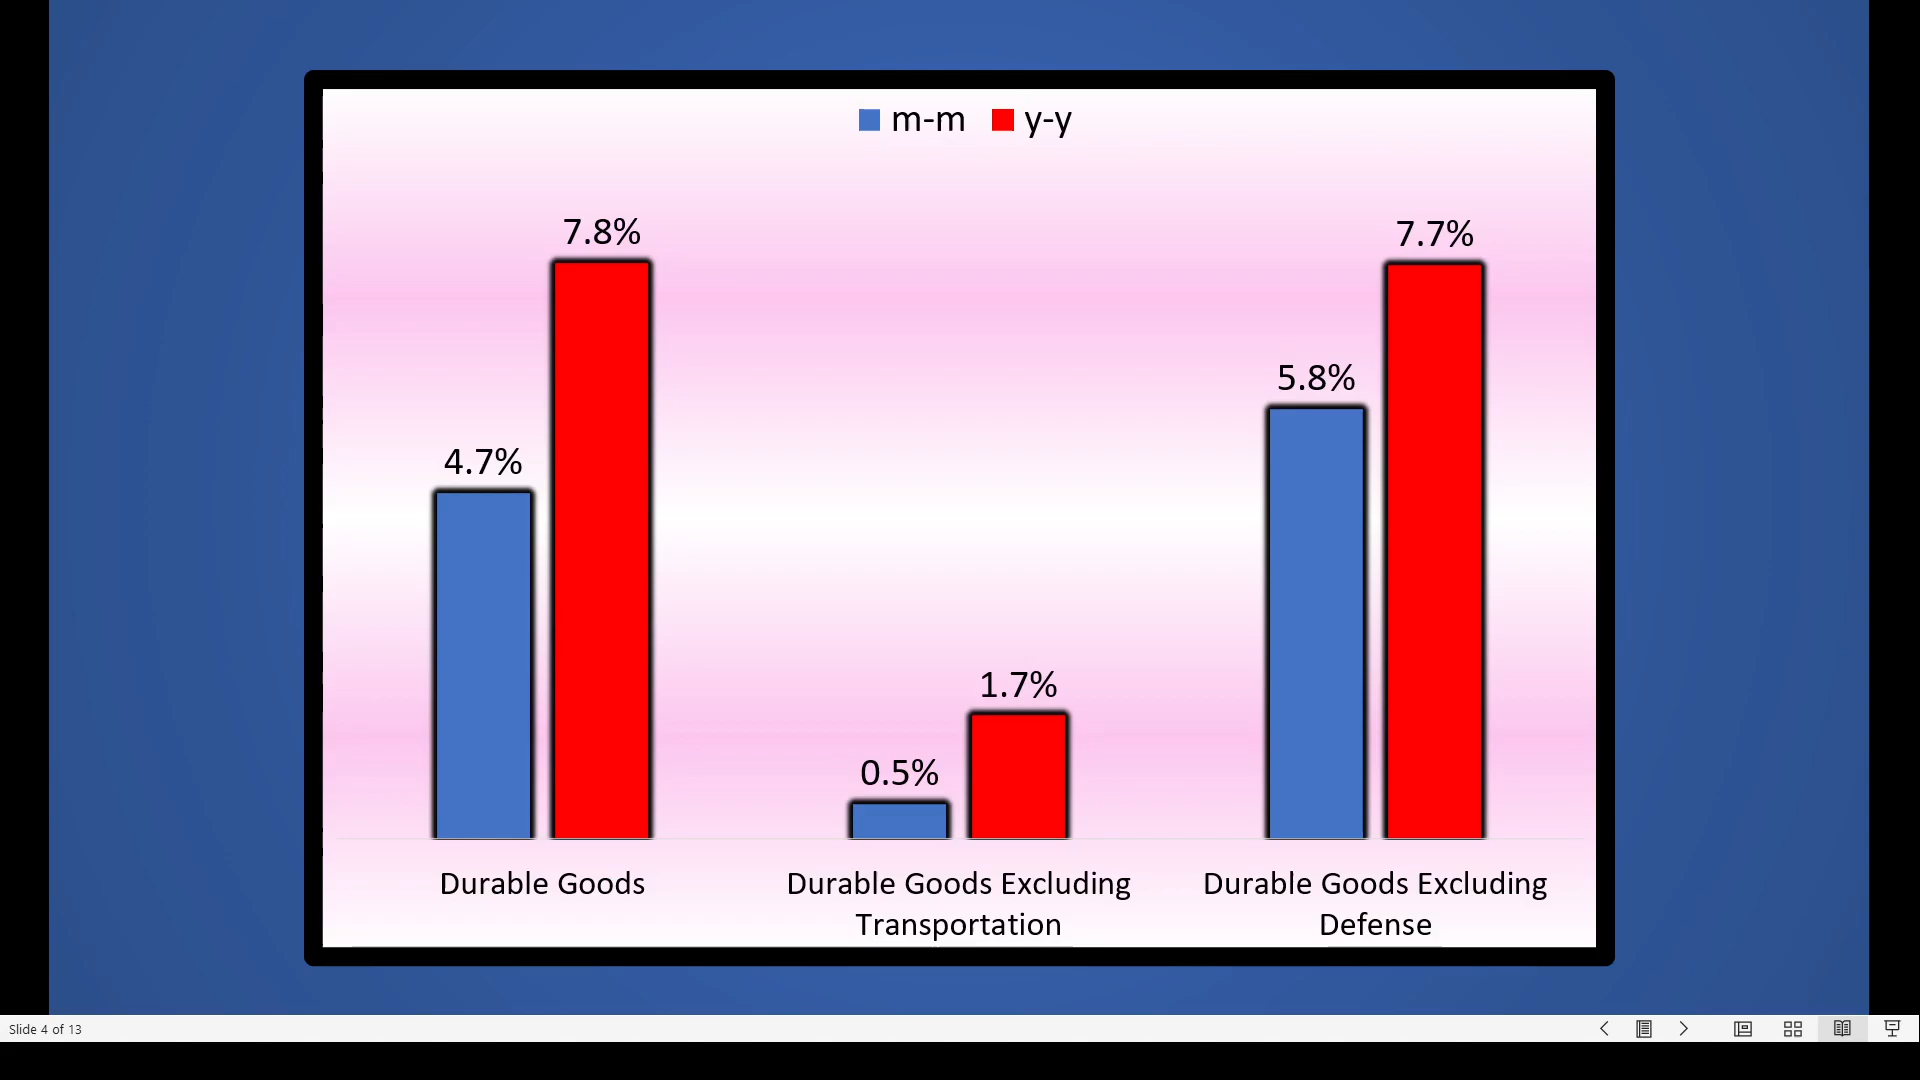 m-m y-y
7.8%
7.7%
5.8%
4.7%
1.7%
0.5%
Durable Goods
Durable Goods Excluding
Transportation
Durable Goods Excluding
Defense
Slide 4 of 13